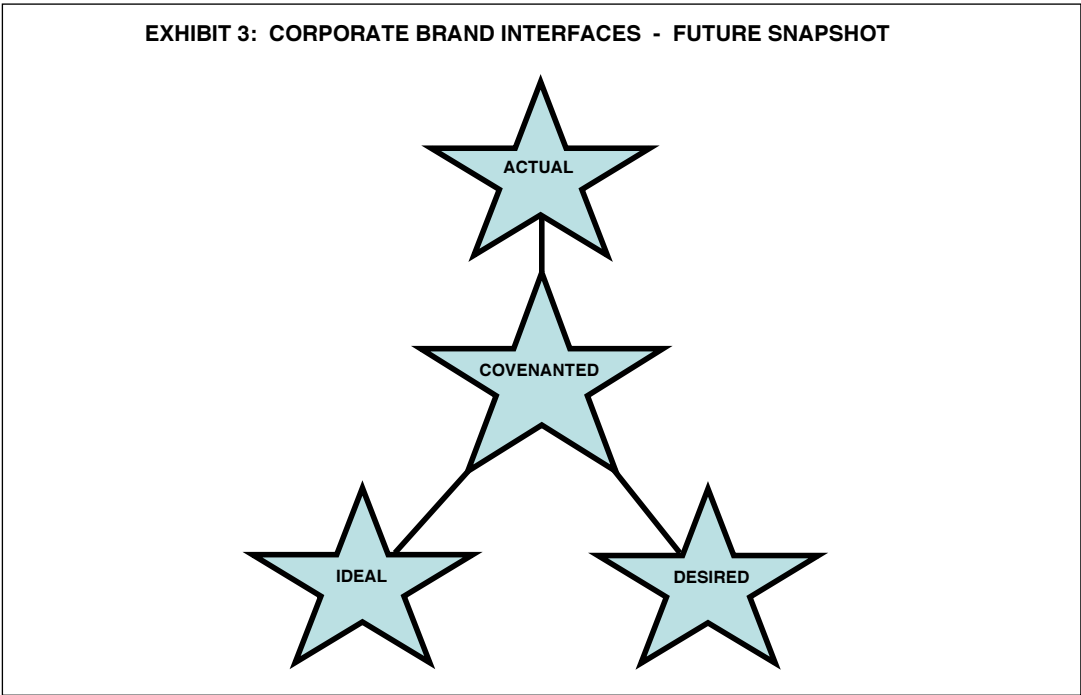 EXHIBIT 3: CORPORATE BRAND INTERFACES - FUTURE SNAPSHOT
ACTUAL
COVENANTED
IDEAL
DESIRED